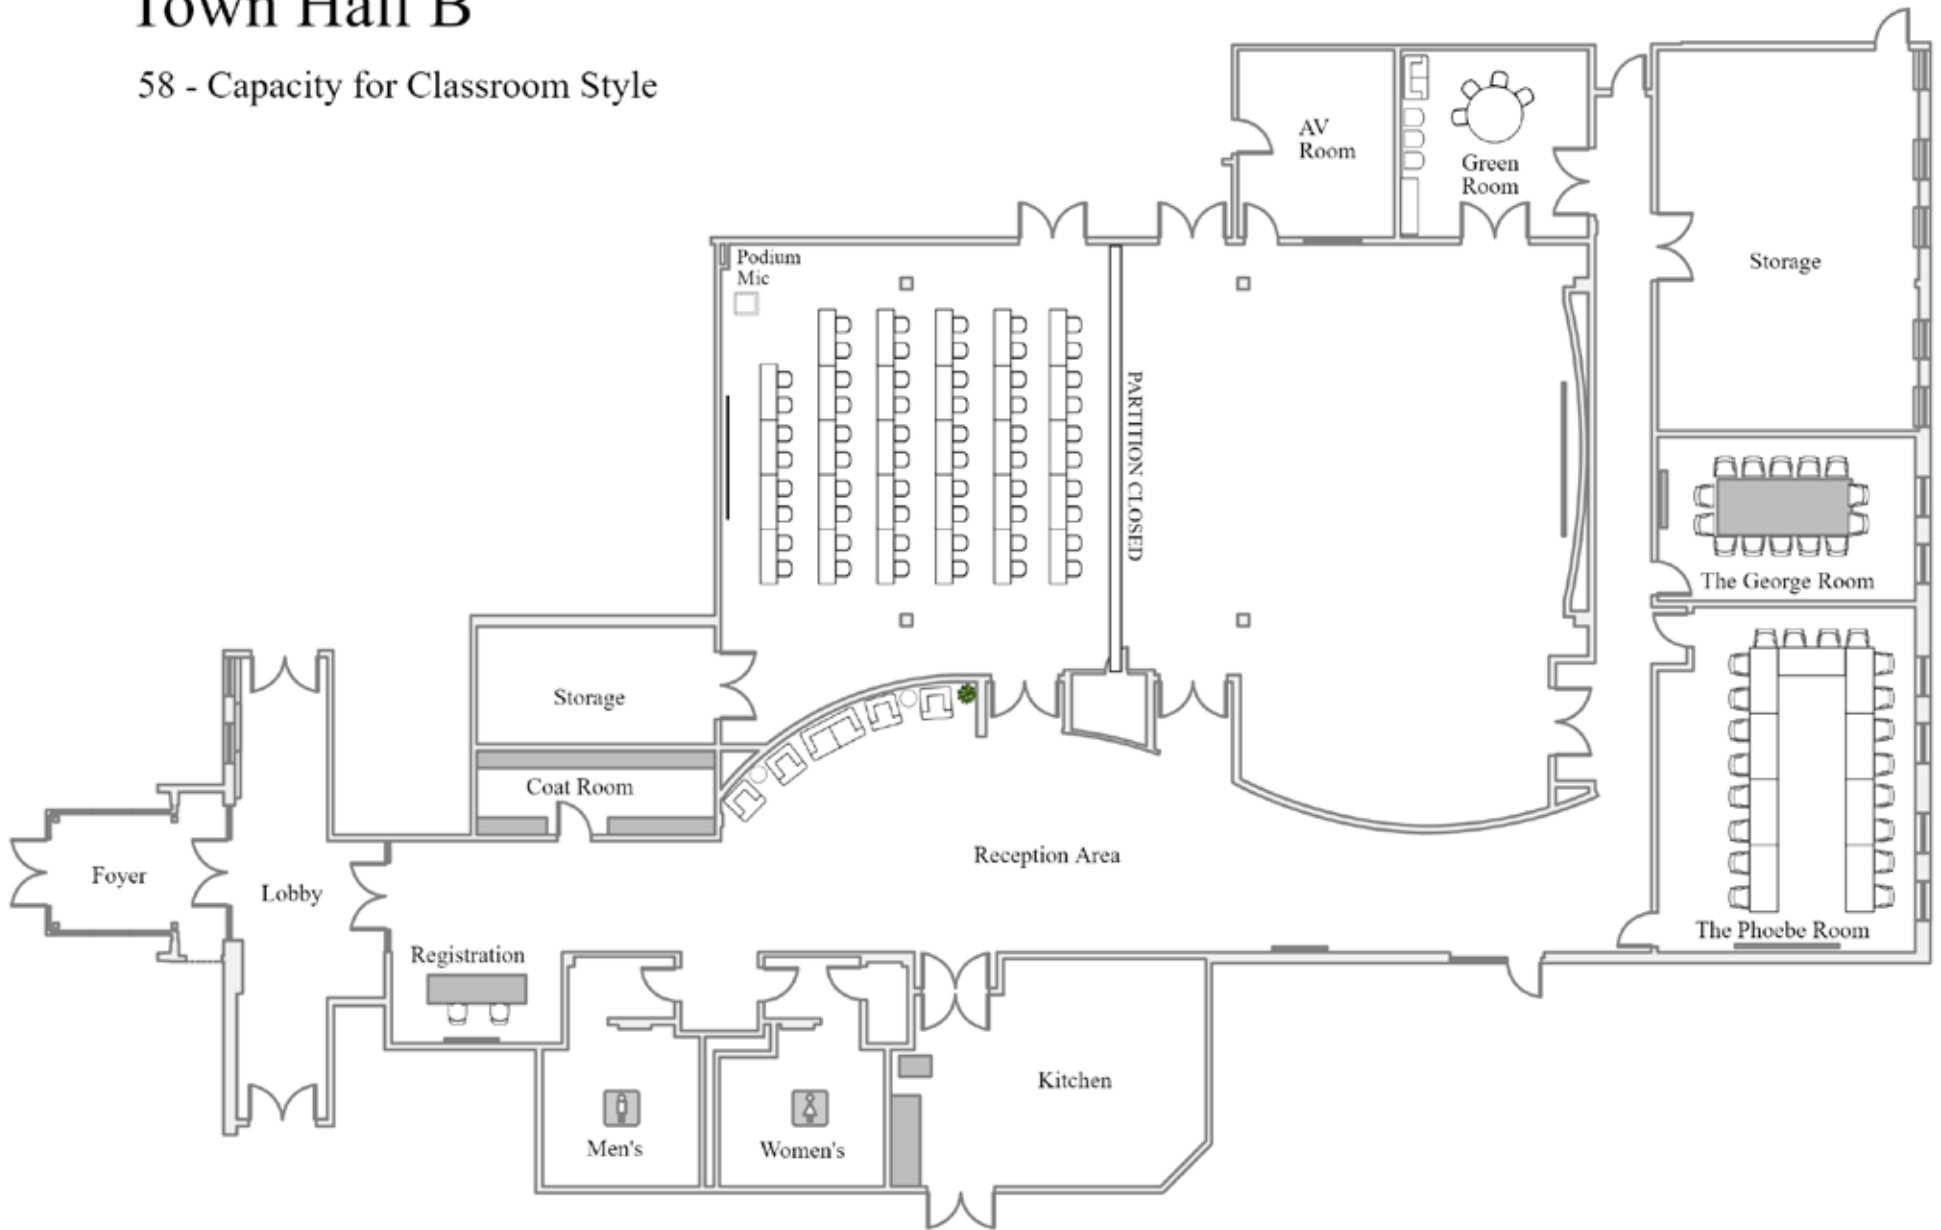 Town Hall B
58 - Capacity for Classroom Style
AV
Room
Green
Room
Podium
Mic
Storage
PARTITION CLOSED
The George Room
Storage
Coat Room
Reception Area
Foyer
Lobby
The Phoebe Room
Registration
Kitchen
Men's
Women's